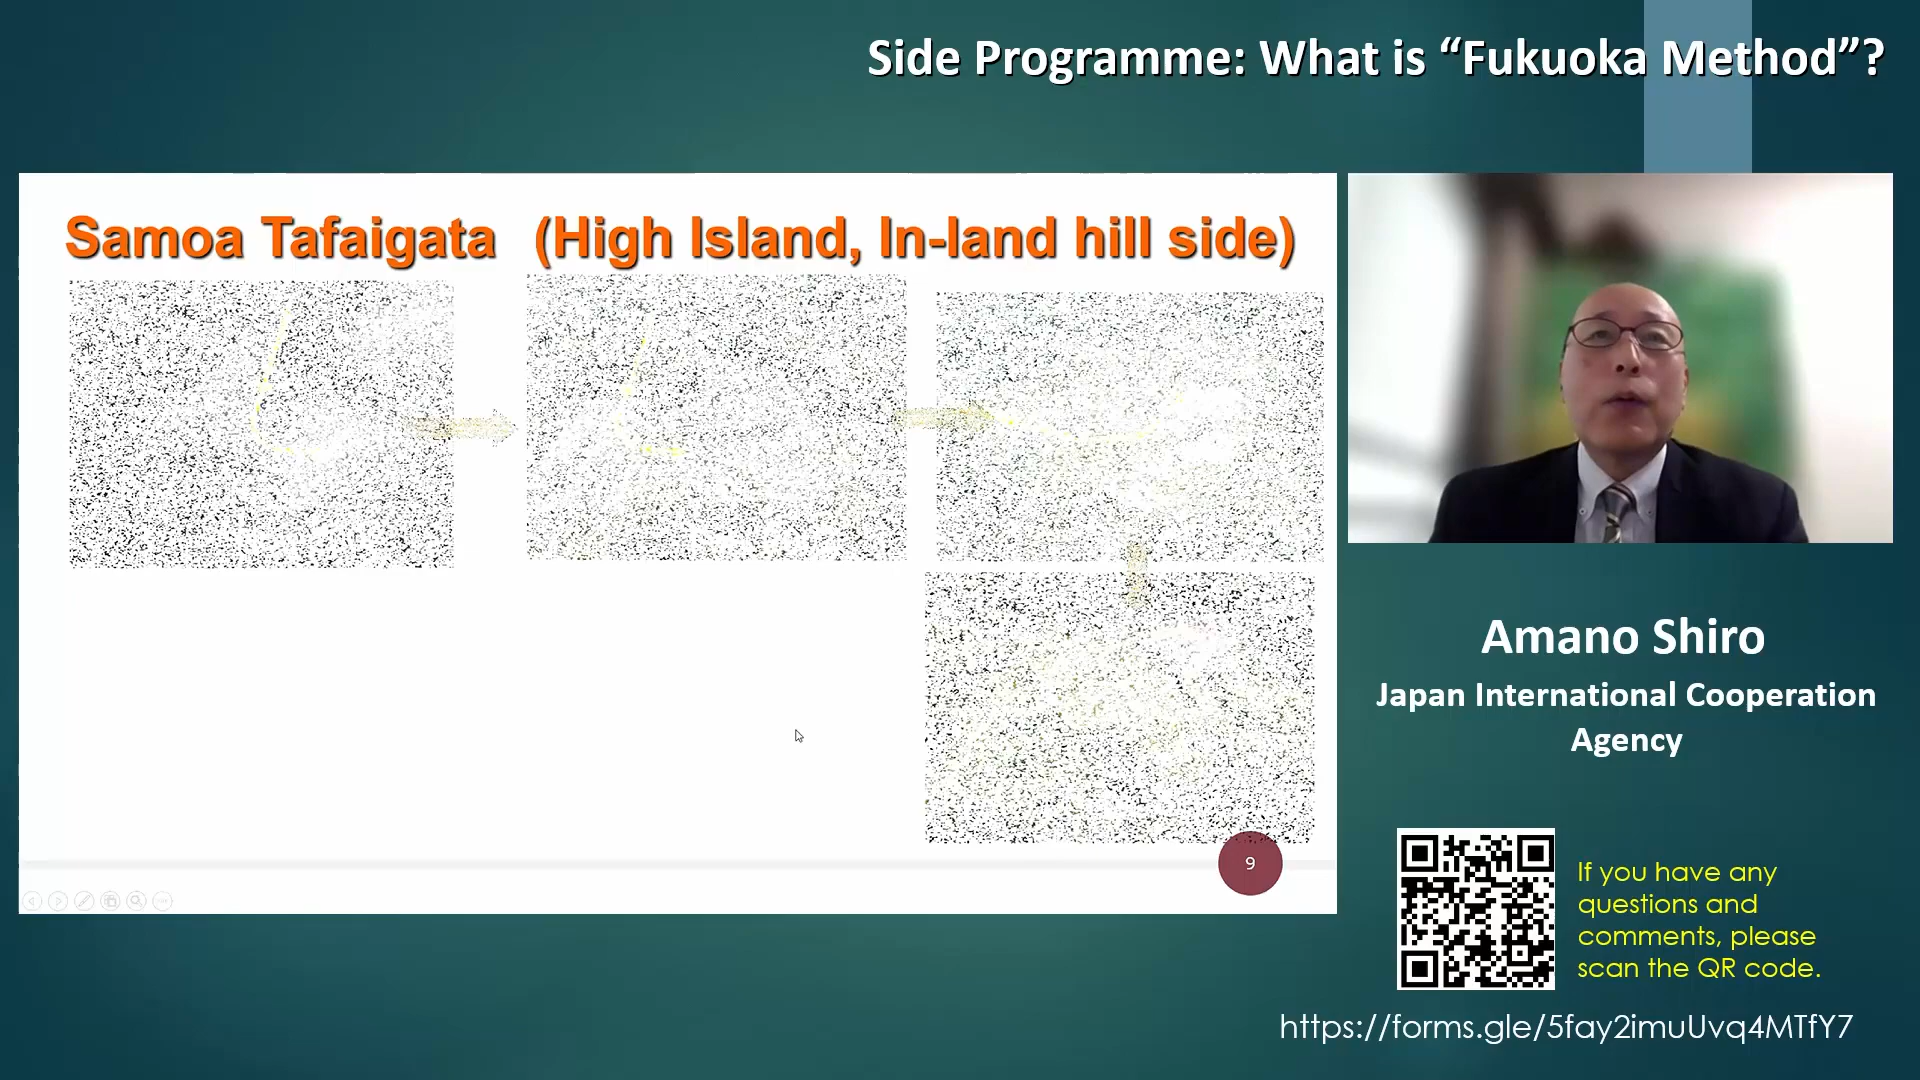 Side Programme: What is “Fukuoka Method”?
Samoa Tafaigata (High Island, In-land hill side)
9
Amano Shiro
Japan International Cooperation
Agency
If you have any
questions and
comments, please
scan the QR code.
https://forms.gle/5fay2imuUvq4MTfY7